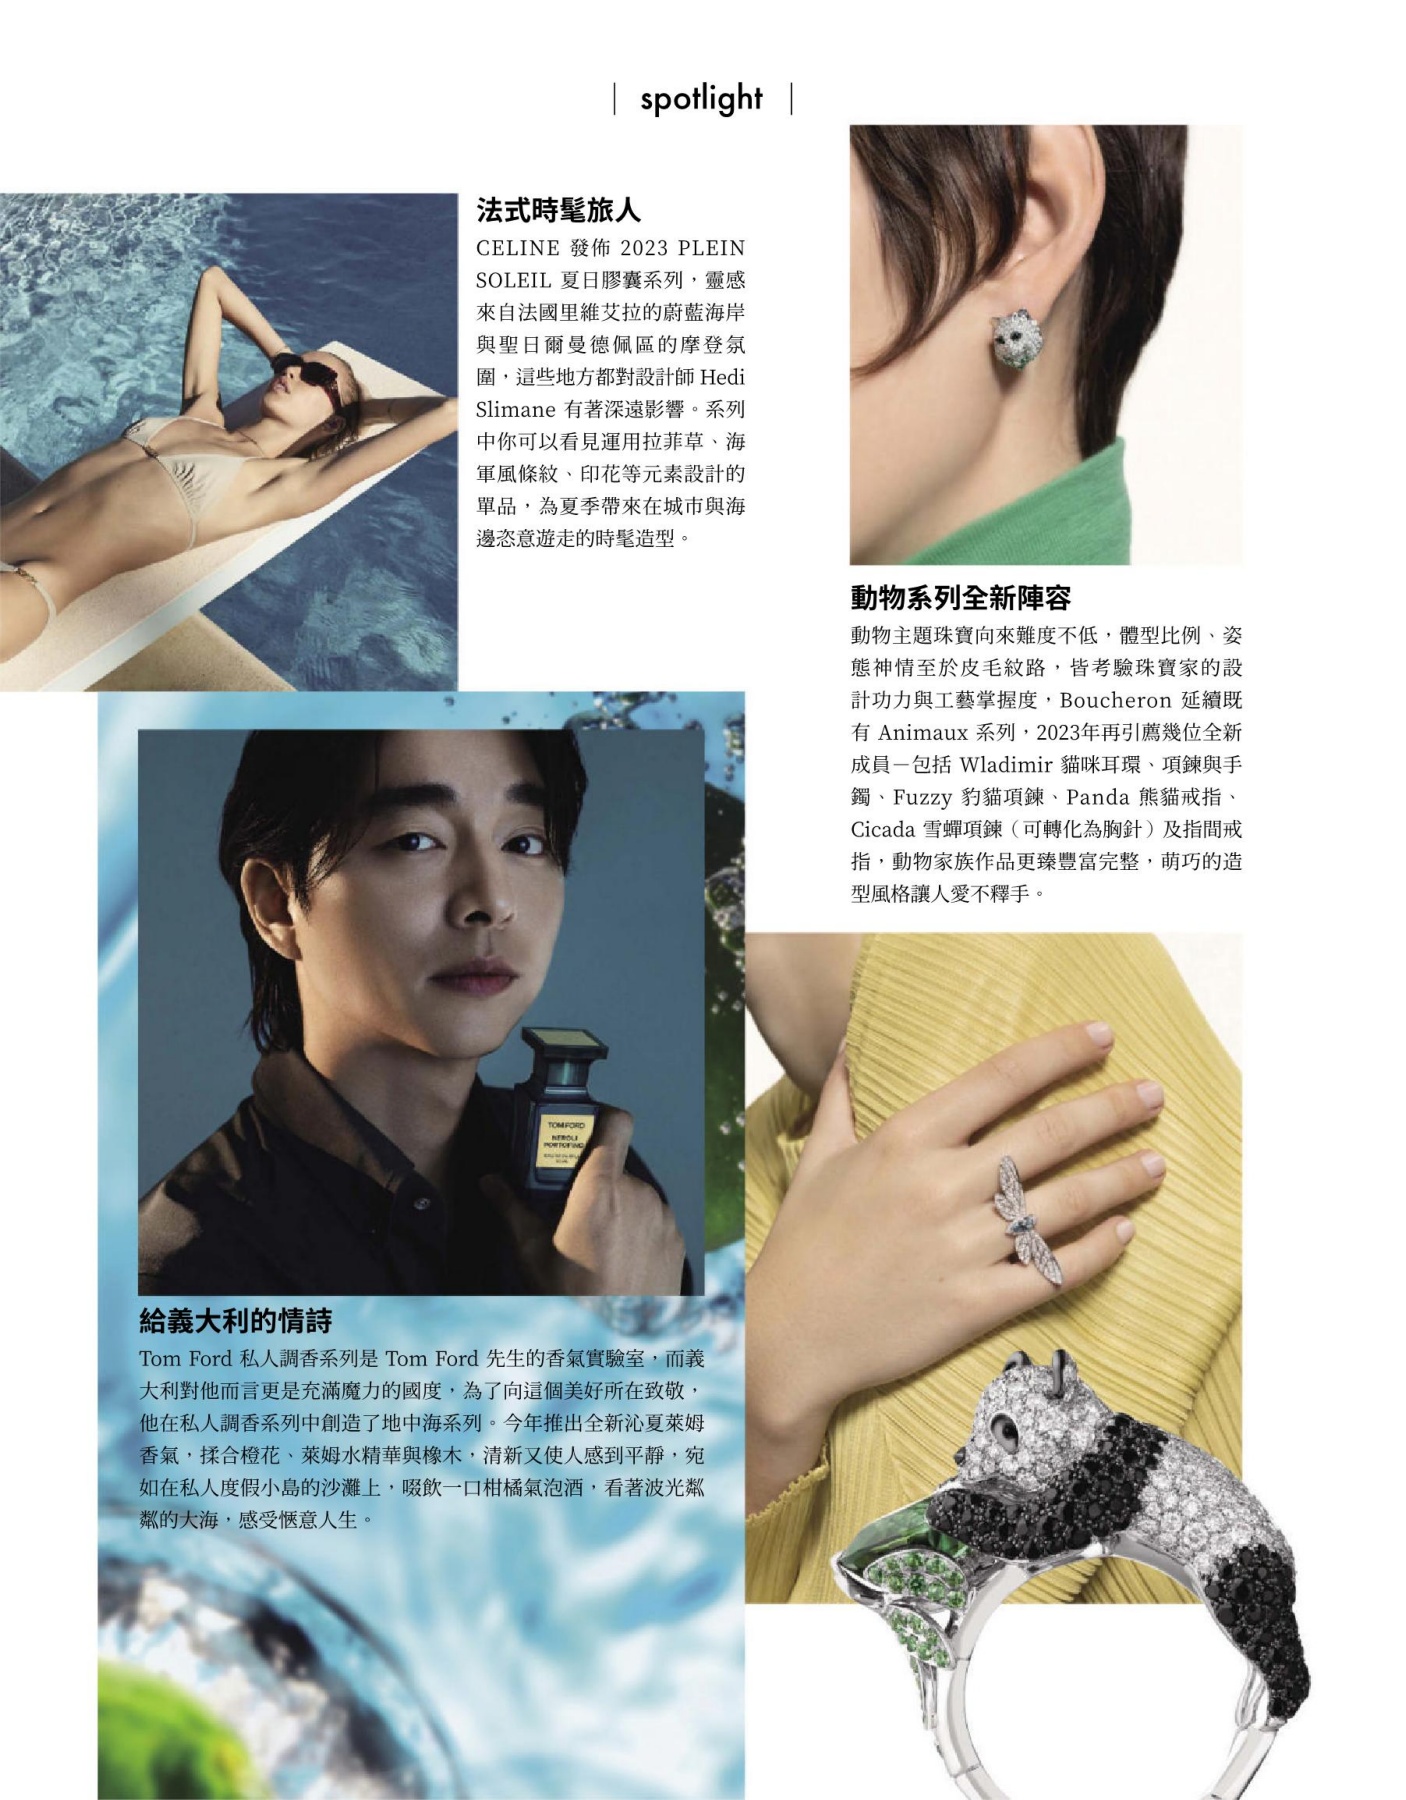 spotlight
法式時髦旅人
CELINE 發佈 2023 PLEIN
SOLEIL 夏日膠囊系列，靈感
來自法國里維艾拉的蔚藍海岸
與聖日爾曼德佩區的摩登氛
圍，這些地方都對設計師 Hedi
Slimane 有著深遠影響。系列
中你可以看見運用拉菲草、海
軍風條紋、印花等元素設計的
單品，為夏季帶來在城市與海
邊恣意遊走的時髦造型。
動物系列全新陣容
動物主題珠寶向來難度不低，體型比例、姿
態神情至於皮毛紋路，皆考驗珠寶家的設
計功力與工藝掌握度，Boucheron 延續既
有 Animaux 系列，2023年再引薦幾位全新
成員－包括 Wladimir 貓咪耳環、項鍊與手
鐲、Fuzzy 豹貓項鍊、Panda 熊貓戒指、
Cicada 雪蟬項鍊（可轉化為胸針）及指間戒
指，動物家族作品更臻豐富完整，萌巧的造
型風格讓人愛不釋手。
TOM FORD
NEROLI
PORTOFINO
給義大利的情詩
Tom Ford 私人調香系列是 Tom Ford 先生的香氣實驗室，而義
大利對他而言更是充滿魔力的國度，為了向這個美好所在致敬，
他在私人調香系列中創造了地中海系列。今年推出全新沁夏萊姆
香氣，揉合橙花、萊姆水精華與橡木，清新又使人感到平靜，宛
如在私人度假小島的沙灘上，啜飲一口柑橘氣泡酒，看著波光粼
粼的大海，感受愜意人生。